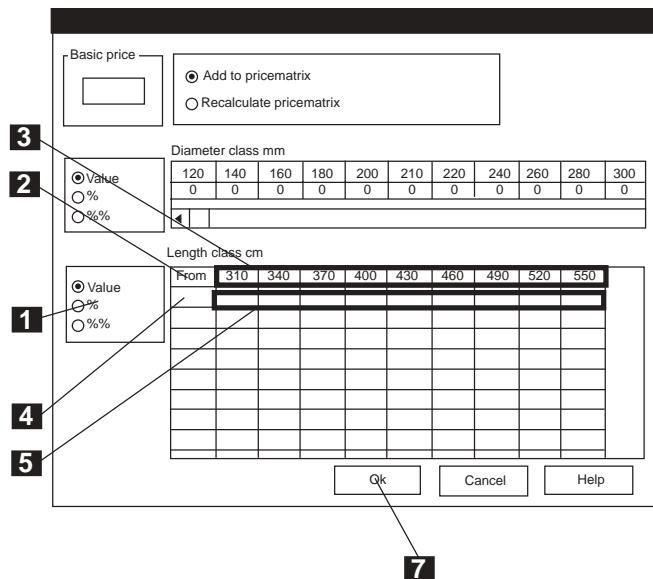 Basic price
Add to pricematrix
Recalculate pricematrix
3
Diameter class mm
2
Value
%
%%
120 140 160 180 200 210 220 240 260 280 300
0 0 0 0 0 0 0 0 0 0 0
Length class cm
From 310 340 370 400 430 460 490 520 550
1
Value
%
%%
4
5
Ok Cancel Help
7